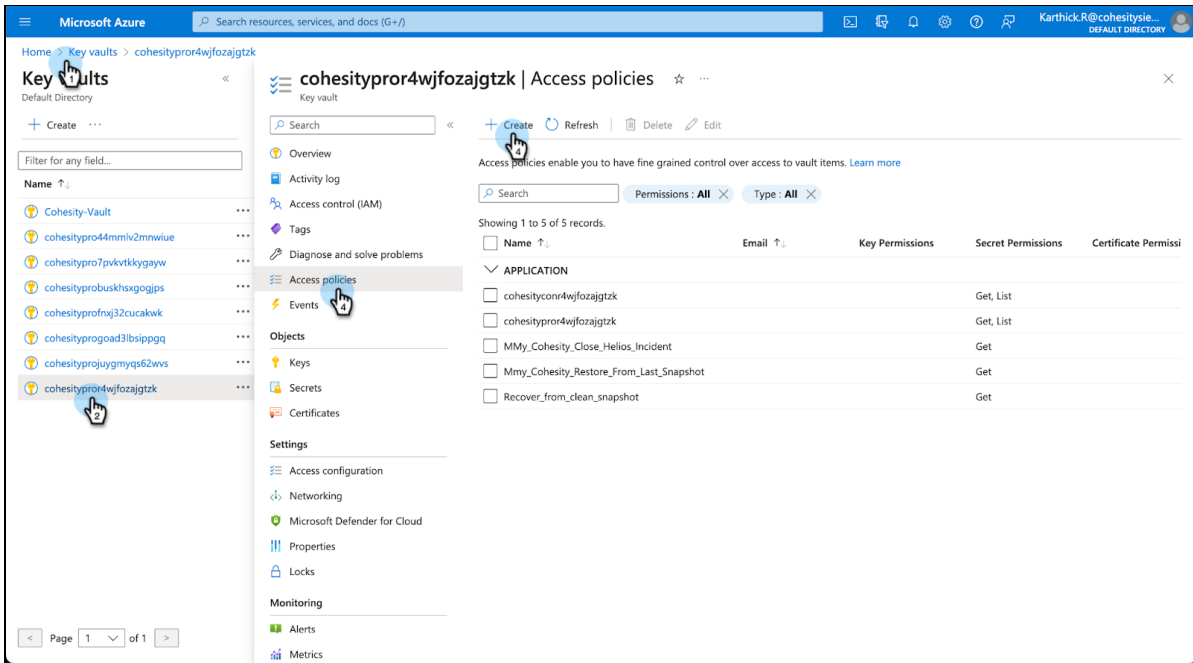 Microsoft Azure
Search resources, services, and docs (G+/)
Karthick.R@cohesitysie...
DEFAULT DIRECTORY
Home > Key vaults > cohesitypror4wjfozajgtzk
Key Vaults
Default Directory
+ Create ...
Filter for any field...
Name ↑↓
Cohesity-Vault ...
cohesitypro44mmlv2mnwiue ...
cohesitypro7pvkvtkkygayw ...
cohesityprobuskhsxgogjps ...
cohesityprofnxj32cucakwk ...
cohesityprogoad3lbsippgq ...
cohesityprojuygmyqs62wvs ...
cohesitypror4wjfozajgtzk ...
< Page 1 of 1 >
cohesitypror4wjfozajgtzk | Access policies
Key vault
Search
Overview
Activity log
Access control (IAM)
Tags
Diagnose and solve problems
Access policies
Events
Objects
Keys
Secrets
Certificates
Settings
Access configuration
Networking
Microsoft Defender for Cloud
Properties
Locks
Monitoring
Alerts
Metrics
+ Create Refresh | Delete Edit
Access policies enable you to have fine grained control over access to vault items. Learn more
Search Permissions : All Type : All
Showing 1 to 5 of 5 records.
Name ↑↓ Email ↑↓ Key Permissions Secret Permissions Certificate Permissi
APPLICATION
cohesityconr4wjfozajgtzk Get, List
cohesitypror4wjfozajgtzk Get, List
MMy_Cohesity_Close_Helios_Incident Get
Mmy_Cohesity_Restore_From_Last_Snapshot Get
Recover_from_clean_snapshot Get
1
2
4
4